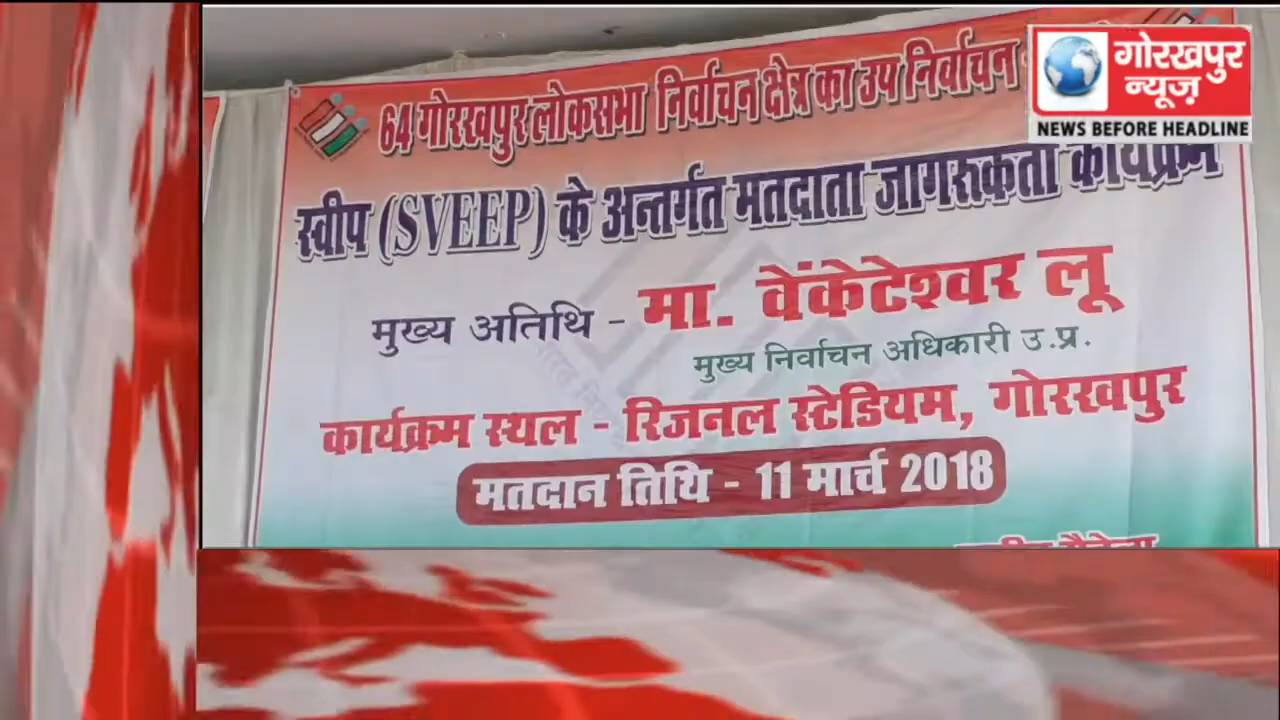 64 गोरखपुर लोकसभा निर्वाचन क्षेत्र का उप निर्वाचन
गोरखपुर
न्यूज़
NEWS BEFORE HEADLINE
स्वीप (SVEEP) के अन्तर्गत मतदाता जागरुकता कार्यक्रम
मुख्य अतिथि - मा. वेंकेटेश्वर लू
मुख्य निर्वाचन अधिकारी उ.प्र.
कार्यक्रम स्थल - रिजनल स्टेडियम, गोरखपुर
मतदान तिथि - 11 मार्च 2018